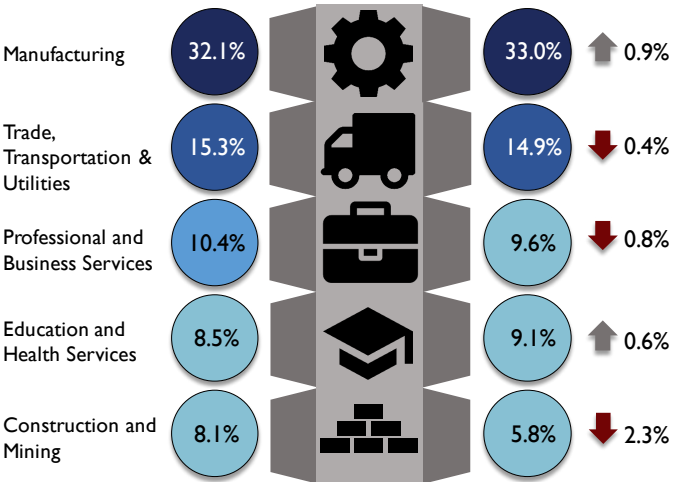 Manufacturing
32.1%
33.0%
0.9%
Trade,
Transportation &
Utilities
15.3%
14.9%
0.4%
Professional and
Business Services
10.4%
9.6%
0.8%
Education and
Health Services
8.5%
9.1%
0.6%
Construction and
Mining
8.1%
5.8%
2.3%